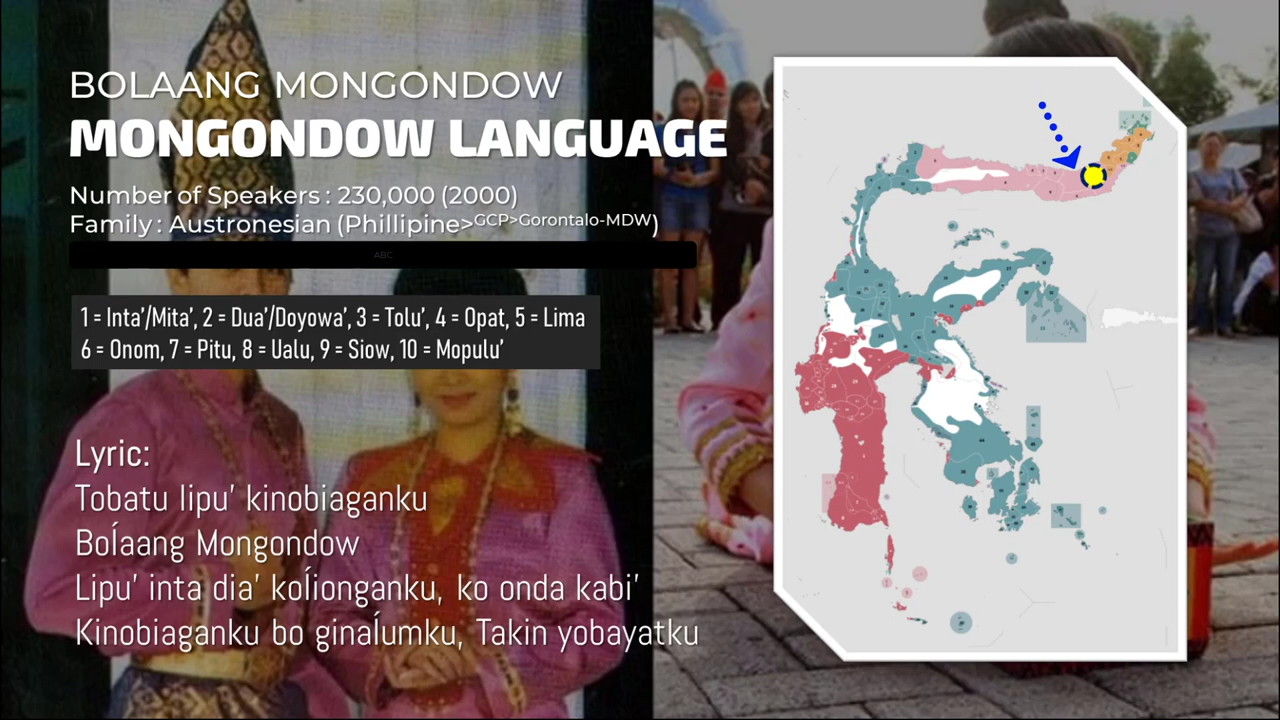 BOLAANG MONGONDOW
MONGONDOW LANGUAGE
Number of Speakers : 230,000 (2000)
Family : Austronesian (Phillipine>GCP>Gorontalo-MDW)
ABC
1 = Inta’/Mita’, 2 = Dua’/Doyowa’, 3 = Tolu’, 4 = Opat, 5 = Lima
6 = Onom, 7 = Pitu, 8 = Ualu, 9 = Siow, 10 = Mopulu’
Lyric:
Tobatu lipu’ kinobiaganku
Boĺaang Mongondow
Lipu’ inta dia’ koĺionganku, ko onda kabi’
Kinobiaganku bo ginaĺumku, Takin yobayatku